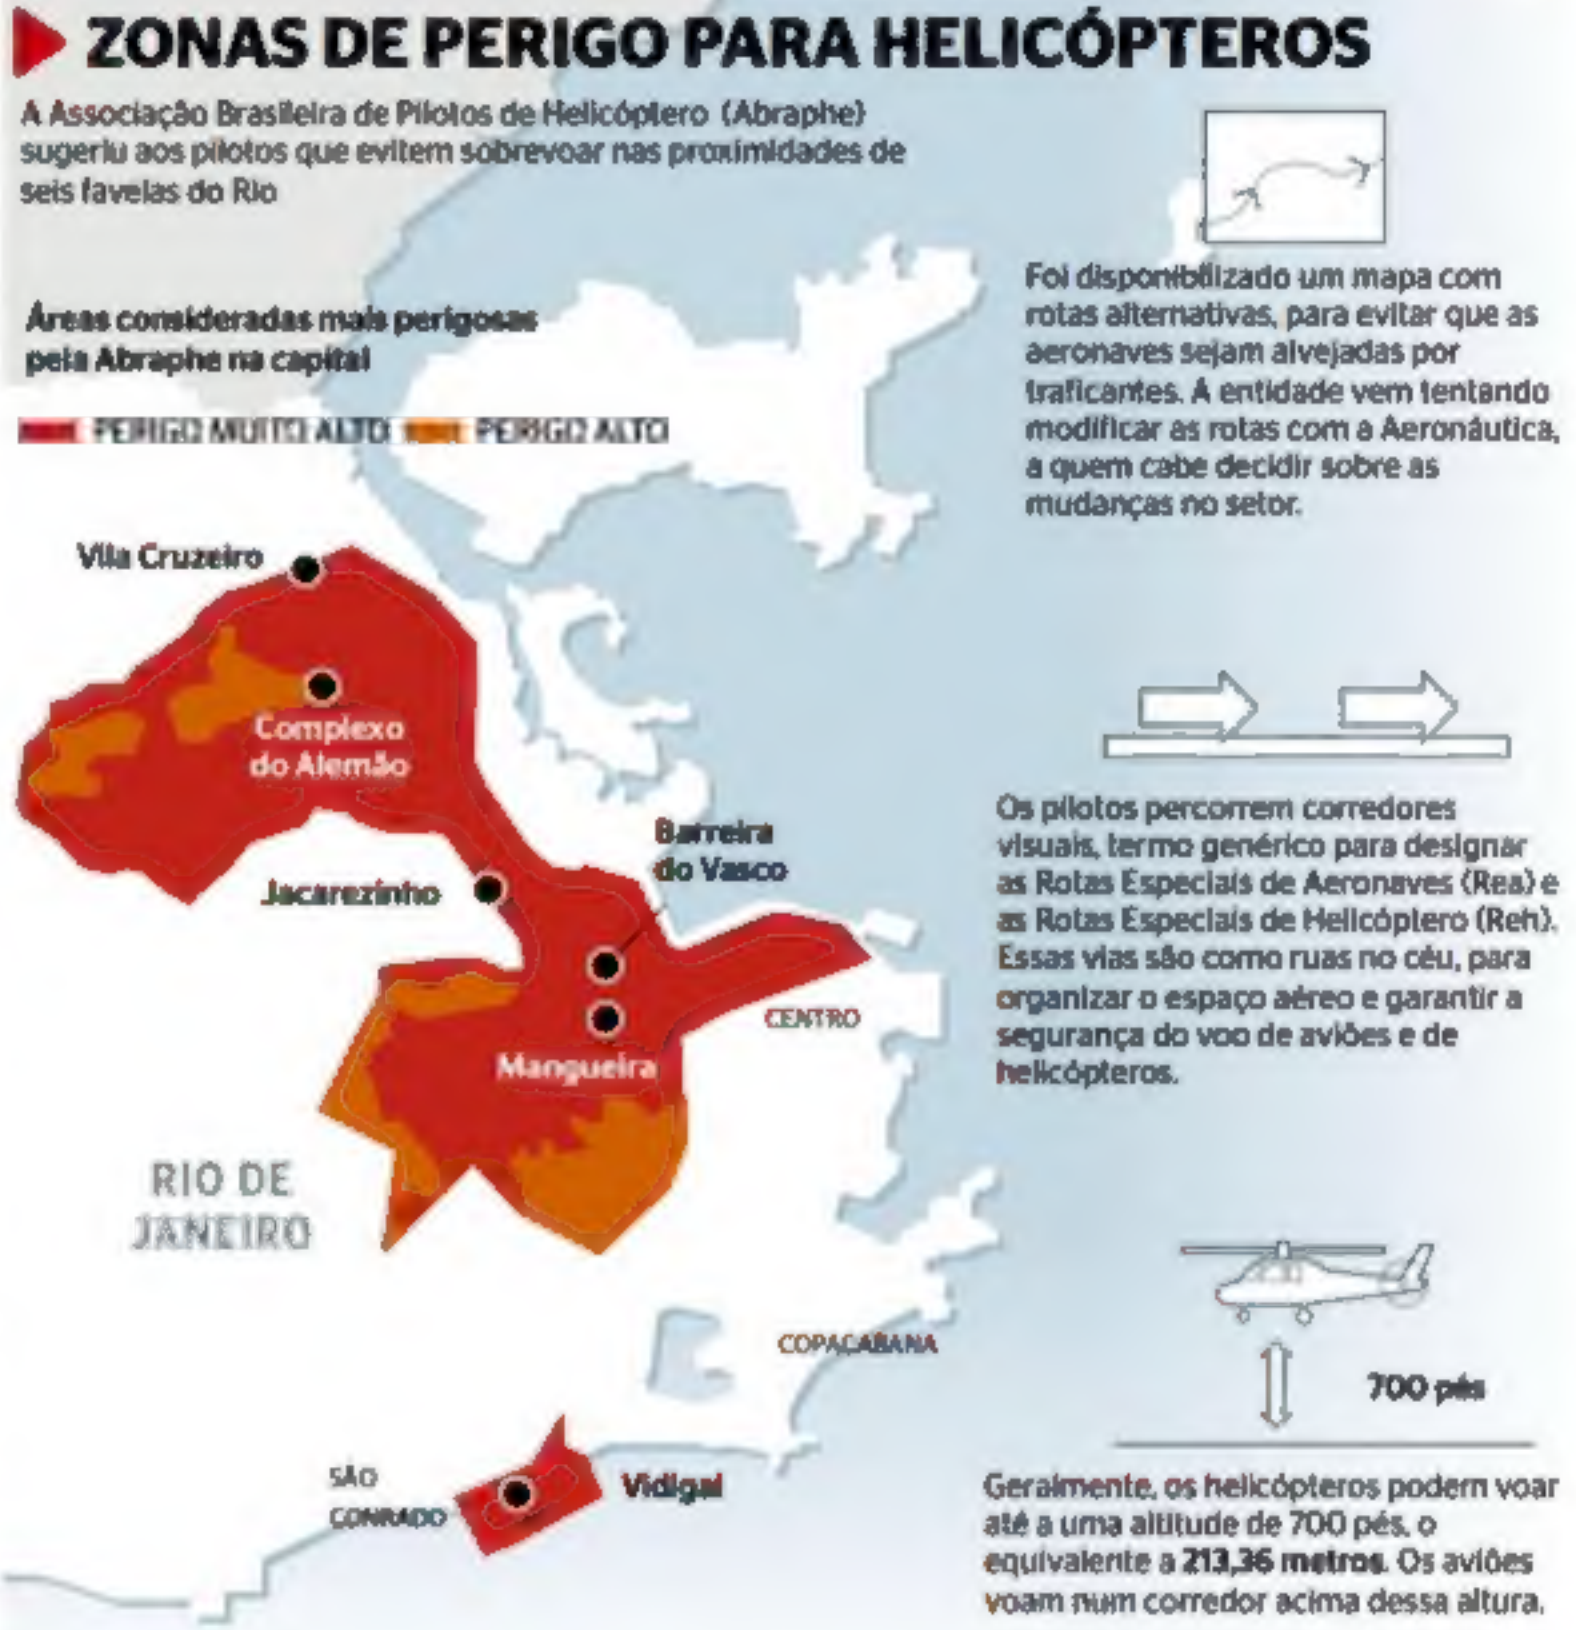 ZONAS DE PERIGO PARA HELICÓPTEROS
A Associação Brasileira de Pilotos de Helicóptero (Abraphe)
sugeriu aos pilotos que evitem sobrevoar nas proximidades de
seis favelas do Rio
Áreas consideradas mais perigosas
pela Abraphe na capital
PERIGO MUITO ALTO PERIGO ALTO
Foi disponibilizado um mapa com
rotas alternativas, para evitar que as
aeronaves sejam alvejadas por
traficantes. A entidade vem tentando
modificar as rotas com a Aeronáutica,
a quem cabe decidir sobre as
mudanças no setor.
Vila Cruzeiro
Complexo
do Alemão
Barreira
do Vasco
Jacarezinho
CENTRO
Mangueira
RIO DE
JANEIRO
COPACABANA
SÃO
CONRADO
Vidigal
Os pilotos percorrem corredores
visuais, termo genérico para designar
as Rotas Especiais de Aeronaves (Rea) e
as Rotas Especiais de Helicóptero (Reh).
Essas vias são como ruas no céu, para
organizar o espaço aéreo e garantir a
segurança do voo de aviões e de
helicópteros.
700 pés
Geralmente, os helicópteros podem voar
até a uma altitude de 700 pés, o
equivalente a 213,36 metros. Os aviões
voam num corredor acima dessa altura.